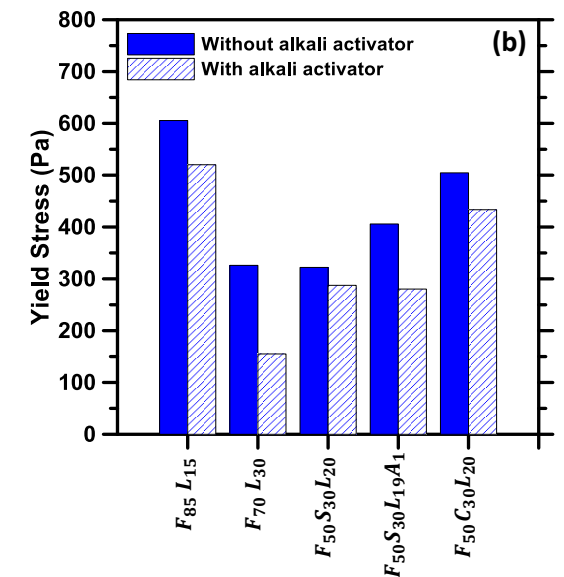 800
700
600
500
400
300
200
100
0
Yield Stress (Pa)
Without alkali activator
With alkali activator
(b)
F₈₅ L₁₅
F₇₀ L₃₀
F₅₀S₃₀L₂₀
F₅₀S₃₀L₁₉A₁
F₅₀C₃₀L₂₀